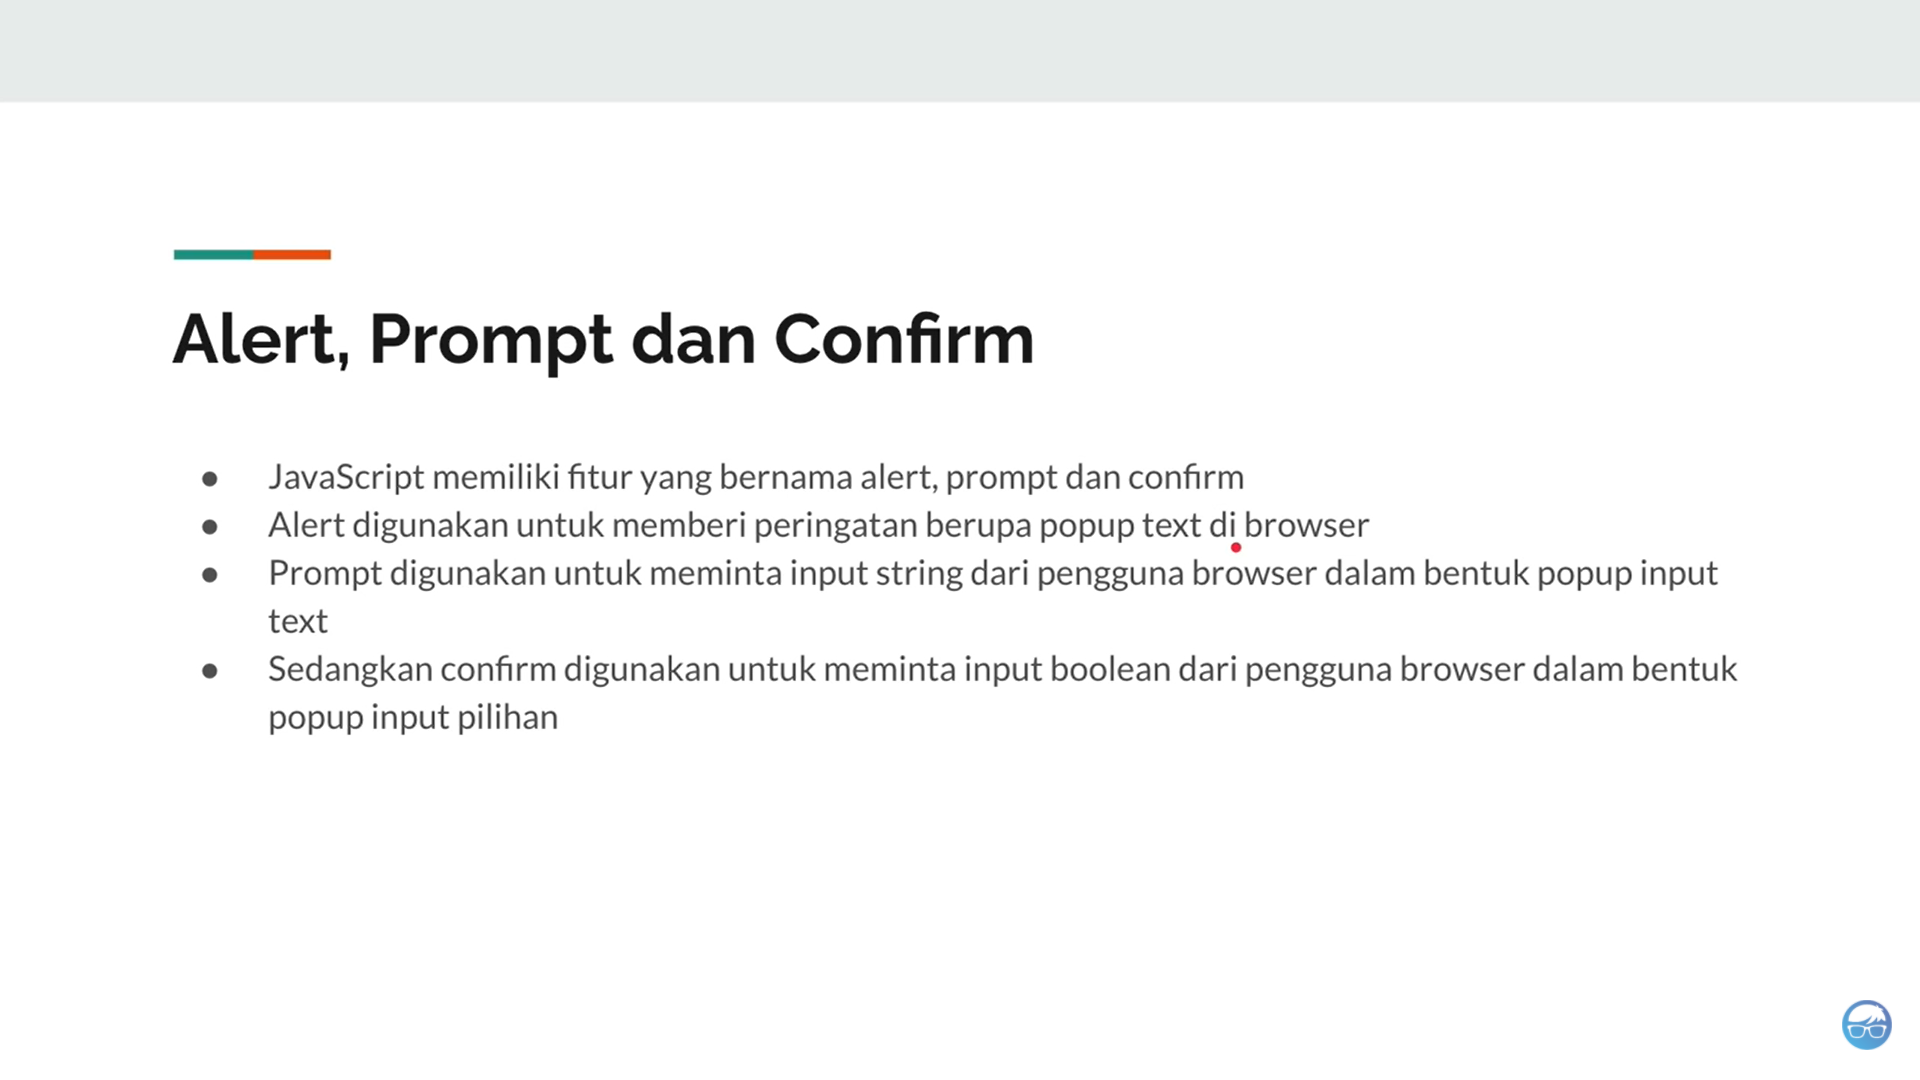 Alert, Prompt dan Confirm
● JavaScript memiliki fitur yang bernama alert, prompt dan confirm
● Alert digunakan untuk memberi peringatan berupa popup text di browser
● Prompt digunakan untuk meminta input string dari pengguna browser dalam bentuk popup input
text
● Sedangkan confirm digunakan untuk meminta input boolean dari pengguna browser dalam bentuk
popup input pilihan